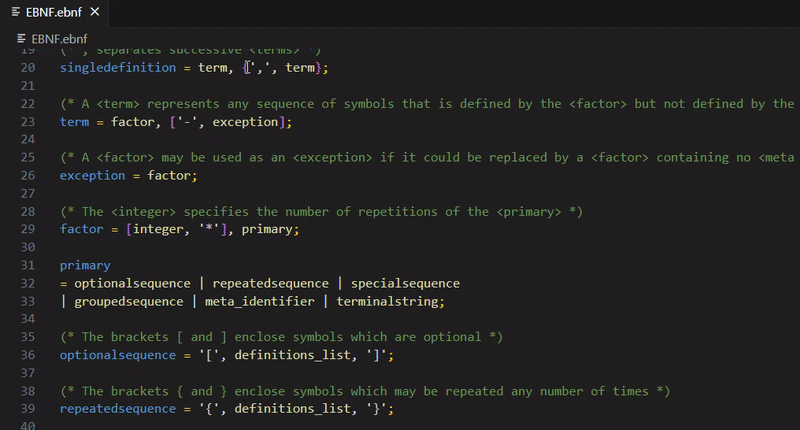 EBNF.ebnf
EBNF.ebnf
19 (* , separates successive <terms> *)
20 singledefinition = term, {',', term};
21
22 (* A <term> represents any sequence of symbols that is defined by the <factor> but not defined by the
23 term = factor, ['-', exception];
24
25 (* A <factor> may be used as an <exception> if it could be replaced by a <factor> containing no <meta
26 exception = factor;
27
28 (* The <integer> specifies the number of repetitions of the <primary> *)
29 factor = [integer, '*'], primary;
30
31 primary
32 = optionalsequence | repeatedsequence | specialsequence
33 | groupedsequence | meta_identifier | terminalstring;
34
35 (* The brackets [ and ] enclose symbols which are optional *)
36 optionalsequence = '[', definitions_list, ']';
37
38 (* The brackets { and } enclose symbols which may be repeated any number of times *)
39 repeatedsequence = '{', definitions_list, '}';
40